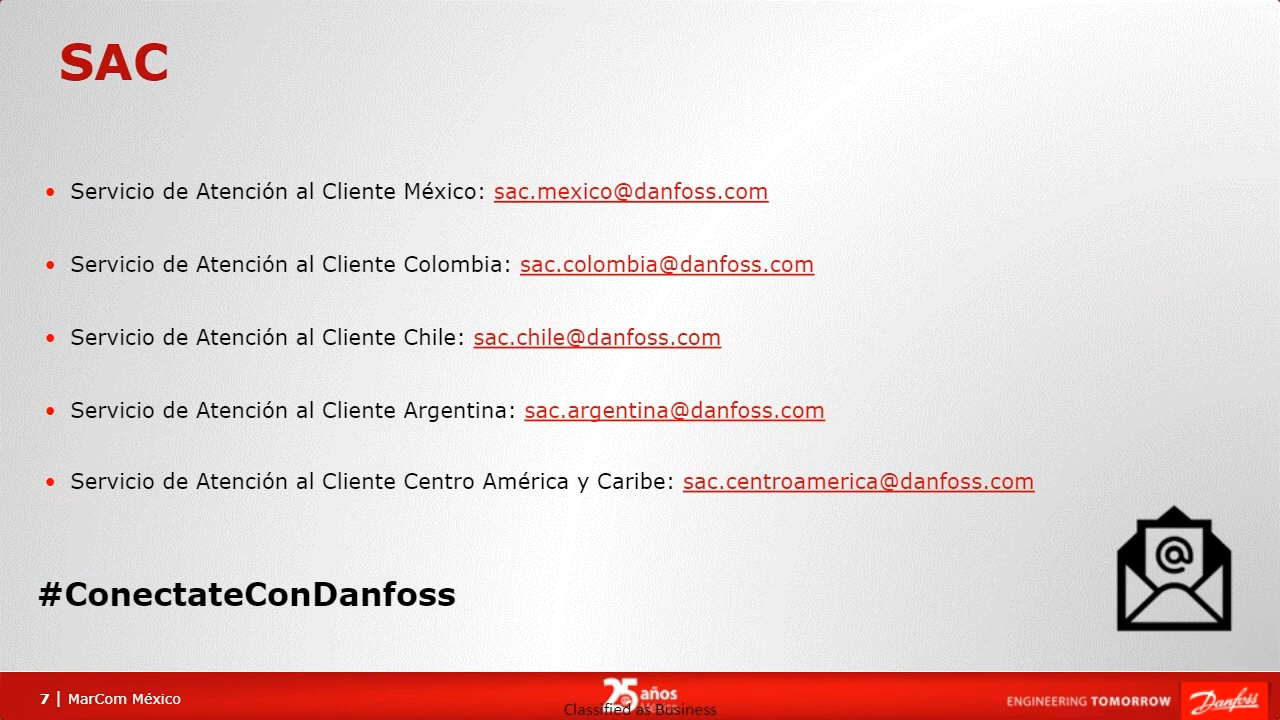 SAC
• Servicio de Atención al Cliente México: sac.mexico@danfoss.com
• Servicio de Atención al Cliente Colombia: sac.colombia@danfoss.com
• Servicio de Atención al Cliente Chile: sac.chile@danfoss.com
• Servicio de Atención al Cliente Argentina: sac.argentina@danfoss.com
• Servicio de Atención al Cliente Centro América y Caribe: sac.centroamerica@danfoss.com
@
#ConectateConDanfoss
7 | MarCom México
25 años
Classified as Business
ENGINEERING TOMORROW
Danfoss